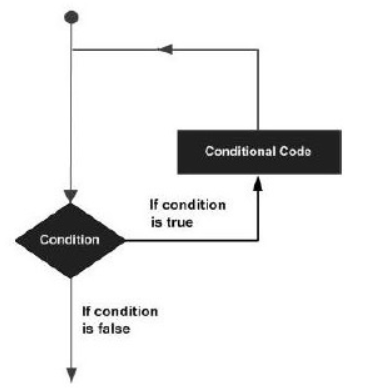 Conditional Code
If condition
is true
Condition
If condition
is false